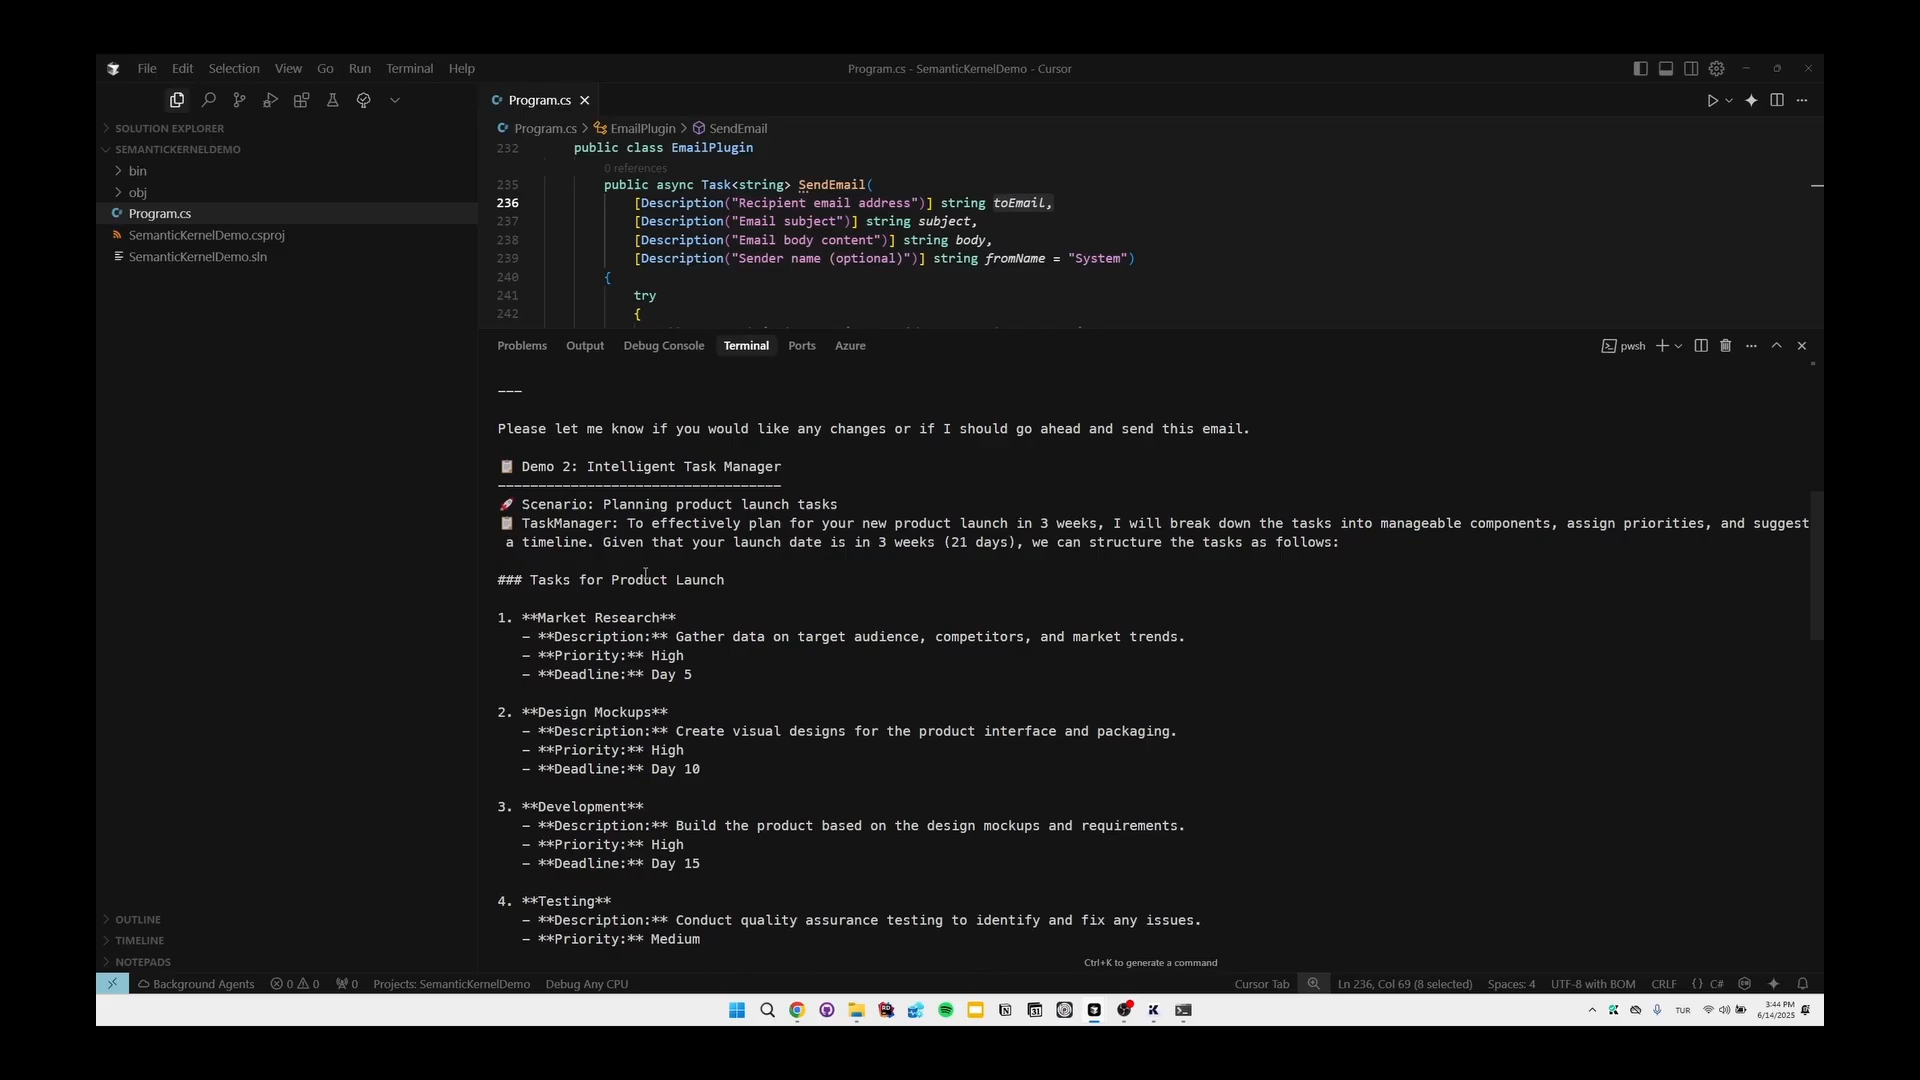 File Edit Selection View Go Run Terminal Help
Program.cs - SemanticKernelDemo - Cursor
Program.cs
SOLUTION EXPLORER
SEMANTICKERNELDEMO
bin
obj
Program.cs
SemanticKernelDemo.csproj
SemanticKernelDemo.sln
OUTLINE
TIMELINE
NOTEPADS
Program.cs > EmailPlugin > SendEmail
232 public class EmailPlugin
0 references
235 public async Task<string> SendEmail(
236 [Description("Recipient email address")] string toEmail,
237 [Description("Email subject")] string subject,
238 [Description("Email body content")] string body,
239 [Description("Sender name (optional)")] string fromName = "System")
240 {
241 try
242 {
Problems Output Debug Console Terminal Ports Azure
pwsh
---
Please let me know if you would like any changes or if I should go ahead and send this email.
📋 Demo 2: Intelligent Task Manager
-----------------------------------
🚀 Scenario: Planning product launch tasks
📋 TaskManager: To effectively plan for your new product launch in 3 weeks, I will break down the tasks into manageable components, assign priorities, and suggest
a timeline. Given that your launch date is in 3 weeks (21 days), we can structure the tasks as follows:
### Tasks for Product Launch
1. **Market Research**
- **Description:** Gather data on target audience, competitors, and market trends.
- **Priority:** High
- **Deadline:** Day 5
2. **Design Mockups**
- **Description:** Create visual designs for the product interface and packaging.
- **Priority:** High
- **Deadline:** Day 10
3. **Development**
- **Description:** Build the product based on the design mockups and requirements.
- **Priority:** High
- **Deadline:** Day 15
4. **Testing**
- **Description:** Conduct quality assurance testing to identify and fix any issues.
- **Priority:** Medium
Ctrl+K to generate a command
Background Agents 0 0 0 Projects: SemanticKernelDemo Debug Any CPU
Cursor Tab Ln 236, Col 69 (8 selected) Spaces: 4 UTF-8 with BOM CRLF {} C#
TUR
3:44 PM
6/14/2025